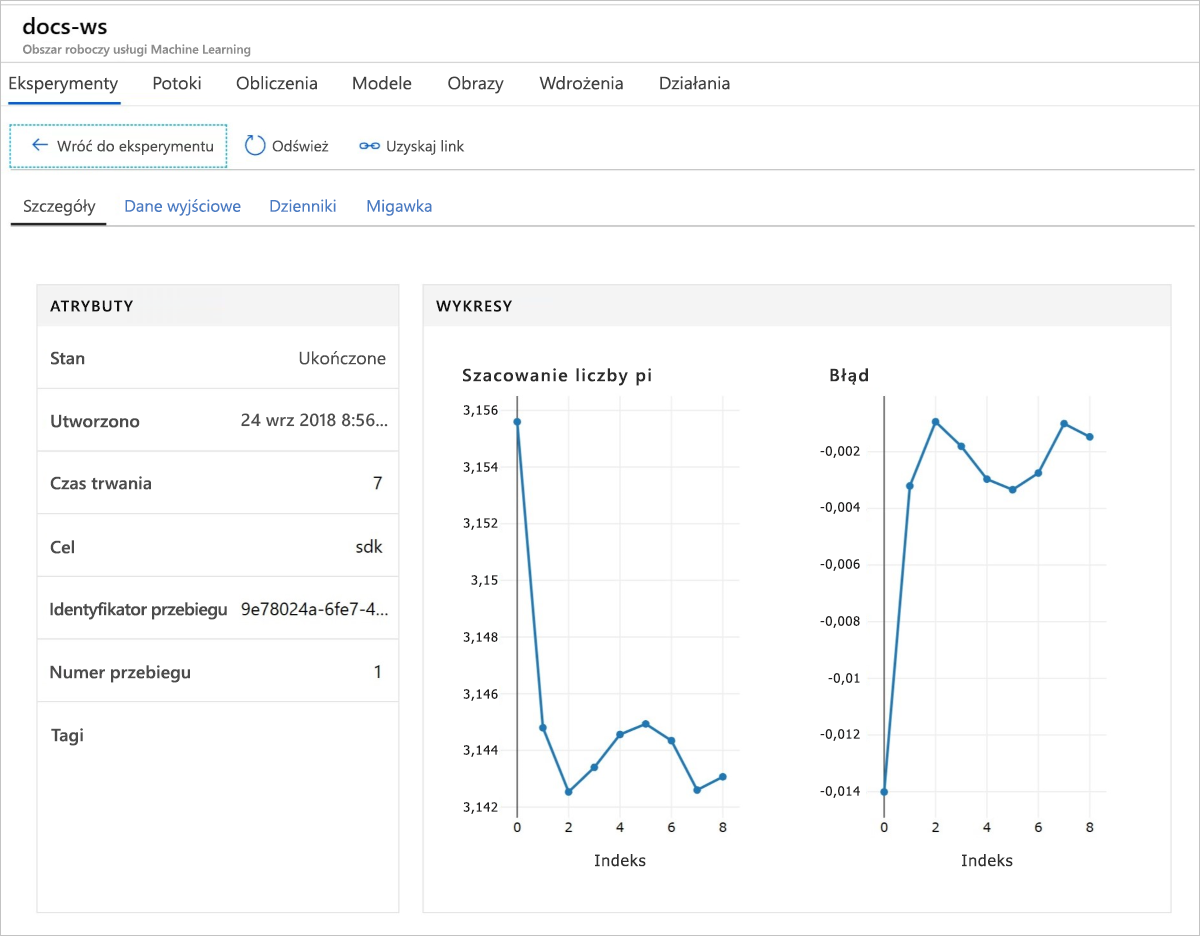 docs-ws
Obszar roboczy usługi Machine Learning
Eksperymenty Potoki Obliczenia Modele Obrazy Wdrożenia Działania
Wróć do eksperymentu Odśwież Uzyskaj link
Szczegóły Dane wyjściowe Dzienniki Migawka
ATRYBUTY
Stan Ukończone
Utworzono 24 wrz 2018 8:56...
Czas trwania 7
Cel sdk
Identyfikator przebiegu 9e78024a-6fe7-4...
Numer przebiegu 1
Tagi
WYKRESY
Szacowanie liczby pi
3,156
3,154
3,152
3,15
3,148
3,146
3,144
3,142
0 2 4 6 8
Indeks
Błąd
-0,002
-0,004
-0,006
-0,008
-0,01
-0,012
-0,014
0 2 4 6 8
Indeks